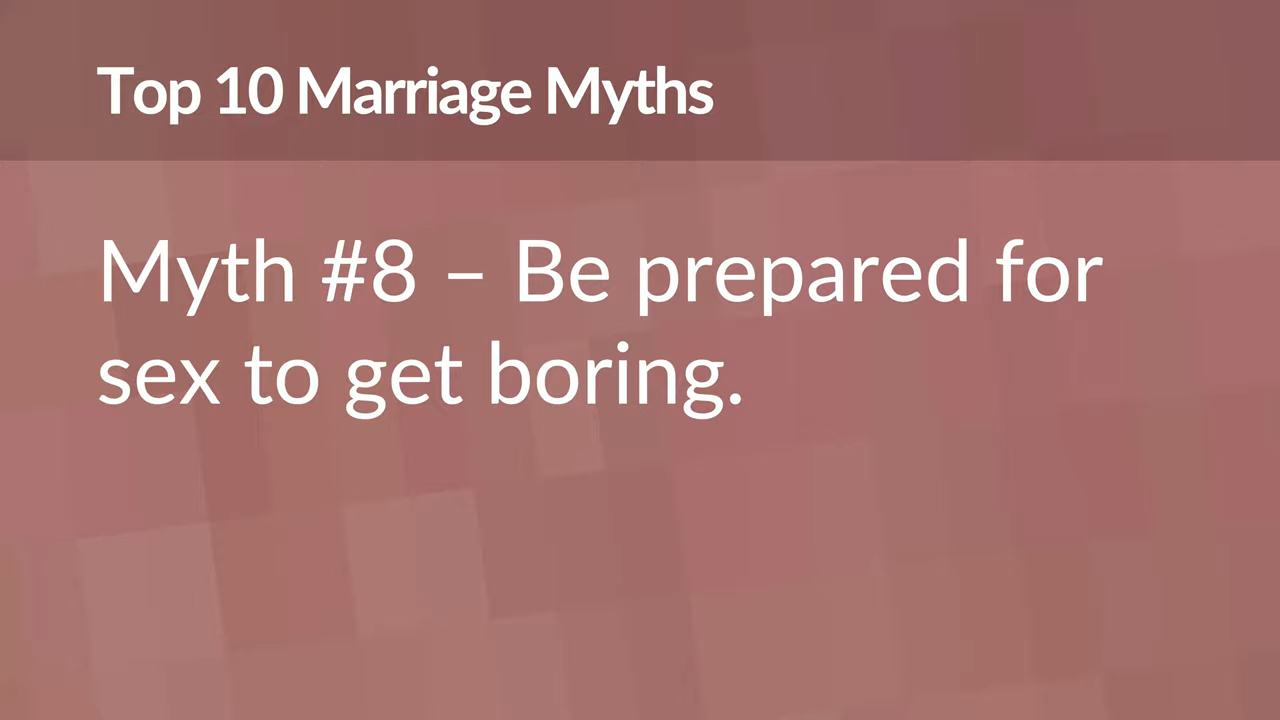 Top 10 Marriage Myths
Myth #8 – Be prepared for
sex to get boring.